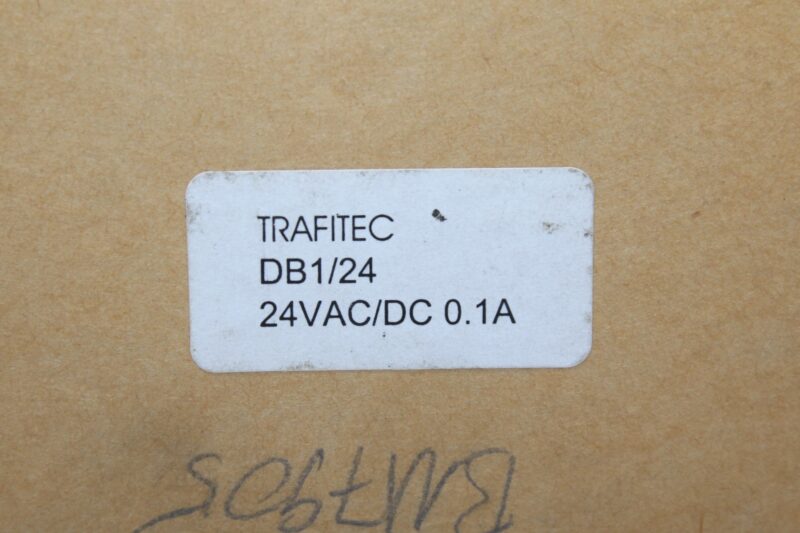 TRAFITEC
DB1/24
24VAC/DC 0.1A